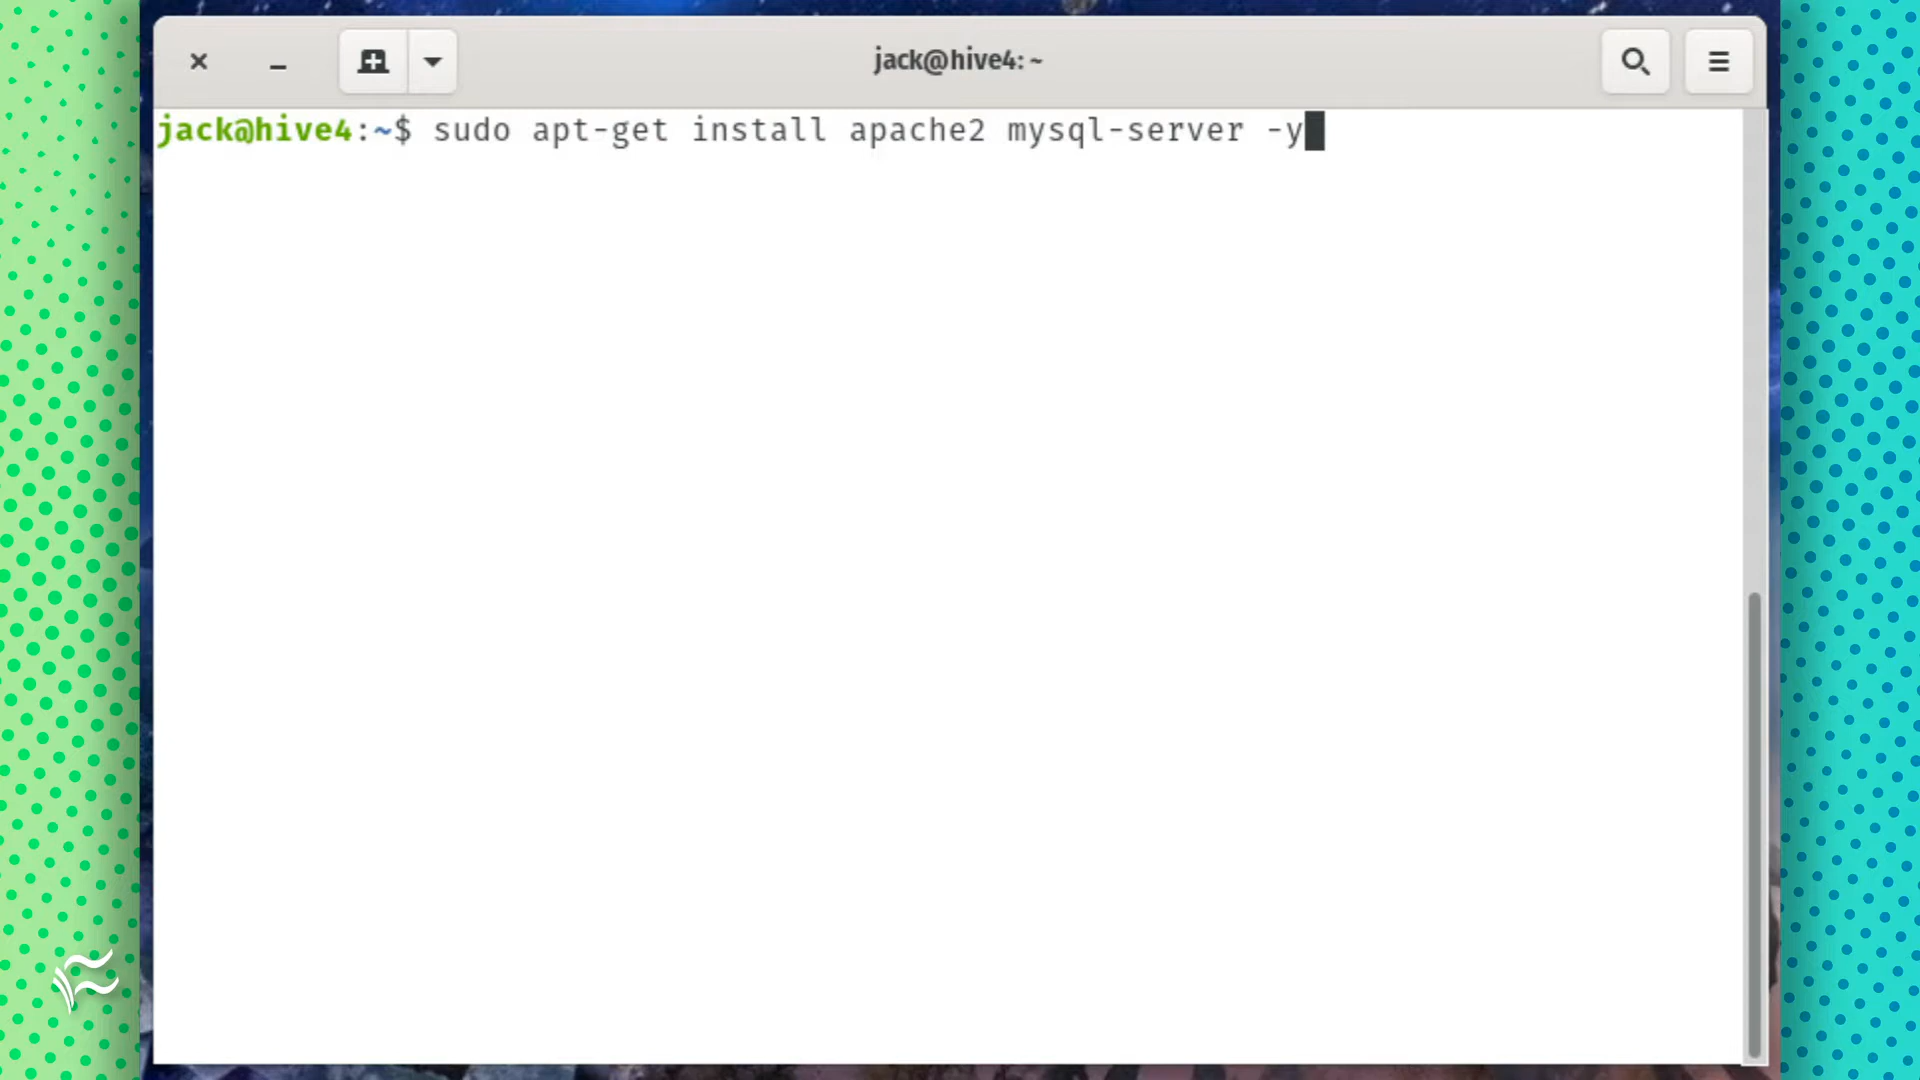 jack@hive4: ~
jack@hive4:~$ sudo apt-get install apache2 mysql-server -y